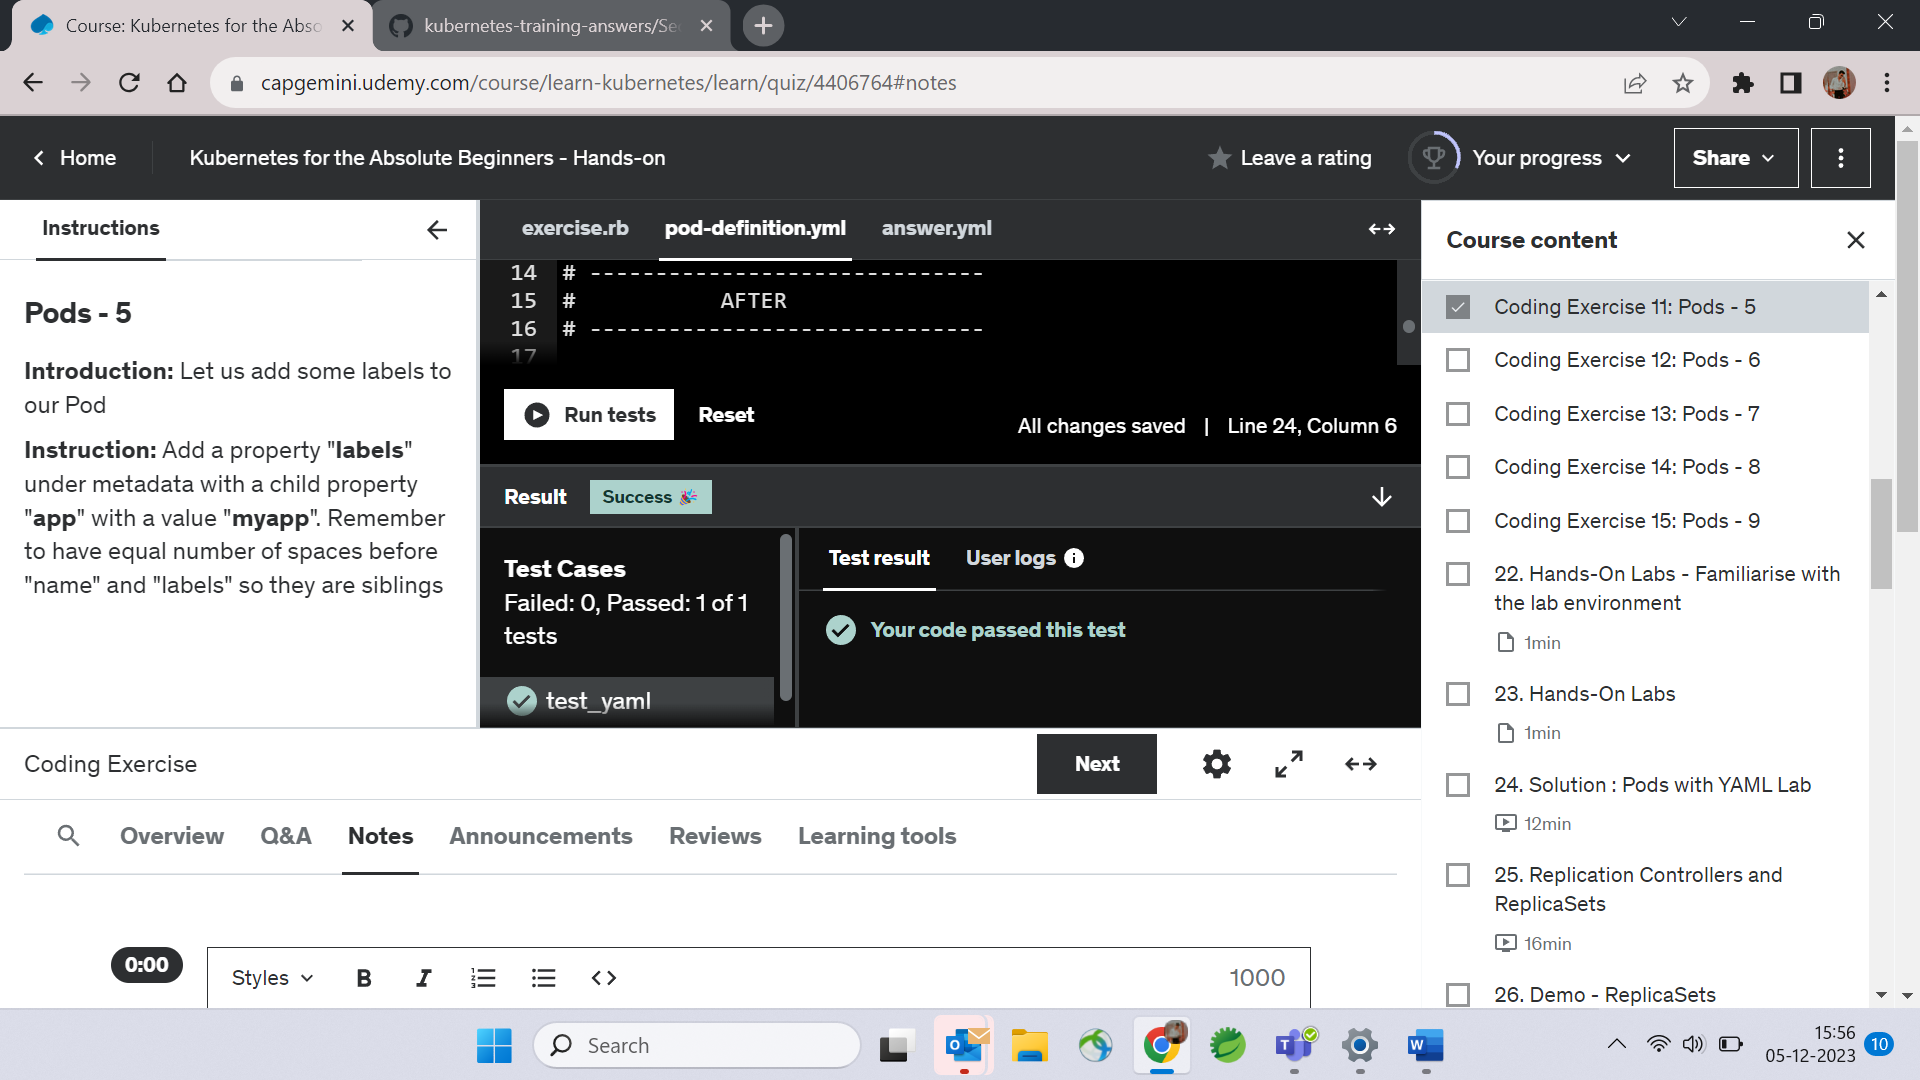 Course: Kubernetes for the Abso
kubernetes-training-answers/Se
capgemini.udemy.com/course/learn-kubernetes/learn/quiz/4406764#notes
Home
Kubernetes for the Absolute Beginners - Hands-on
Leave a rating
Your progress
Share
Instructions
Pods - 5
Introduction: Let us add some labels to
our Pod
Instruction: Add a property "labels"
under metadata with a child property
"app" with a value "myapp". Remember
to have equal number of spaces before
"name" and "labels" so they are siblings
exercise.rb
pod-definition.yml
answer.yml
14 # ------------------------------
15 # AFTER
16 # ------------------------------
17
Run tests
Reset
All changes saved | Line 24, Column 6
Result
Success 🎉
Test Cases
Failed: 0, Passed: 1 of 1
tests
test_yaml
Test result
User logs
Your code passed this test
Course content
Coding Exercise 11: Pods - 5
Coding Exercise 12: Pods - 6
Coding Exercise 13: Pods - 7
Coding Exercise 14: Pods - 8
Coding Exercise 15: Pods - 9
22. Hands-On Labs - Familiarise with
the lab environment
1min
23. Hands-On Labs
1min
24. Solution : Pods with YAML Lab
12min
25. Replication Controllers and
ReplicaSets
16min
26. Demo - ReplicaSets
Coding Exercise
Next
Overview
Q&A
Notes
Announcements
Reviews
Learning tools
0:00
Styles
B
I
1000
Search
15:56
05-12-2023
10